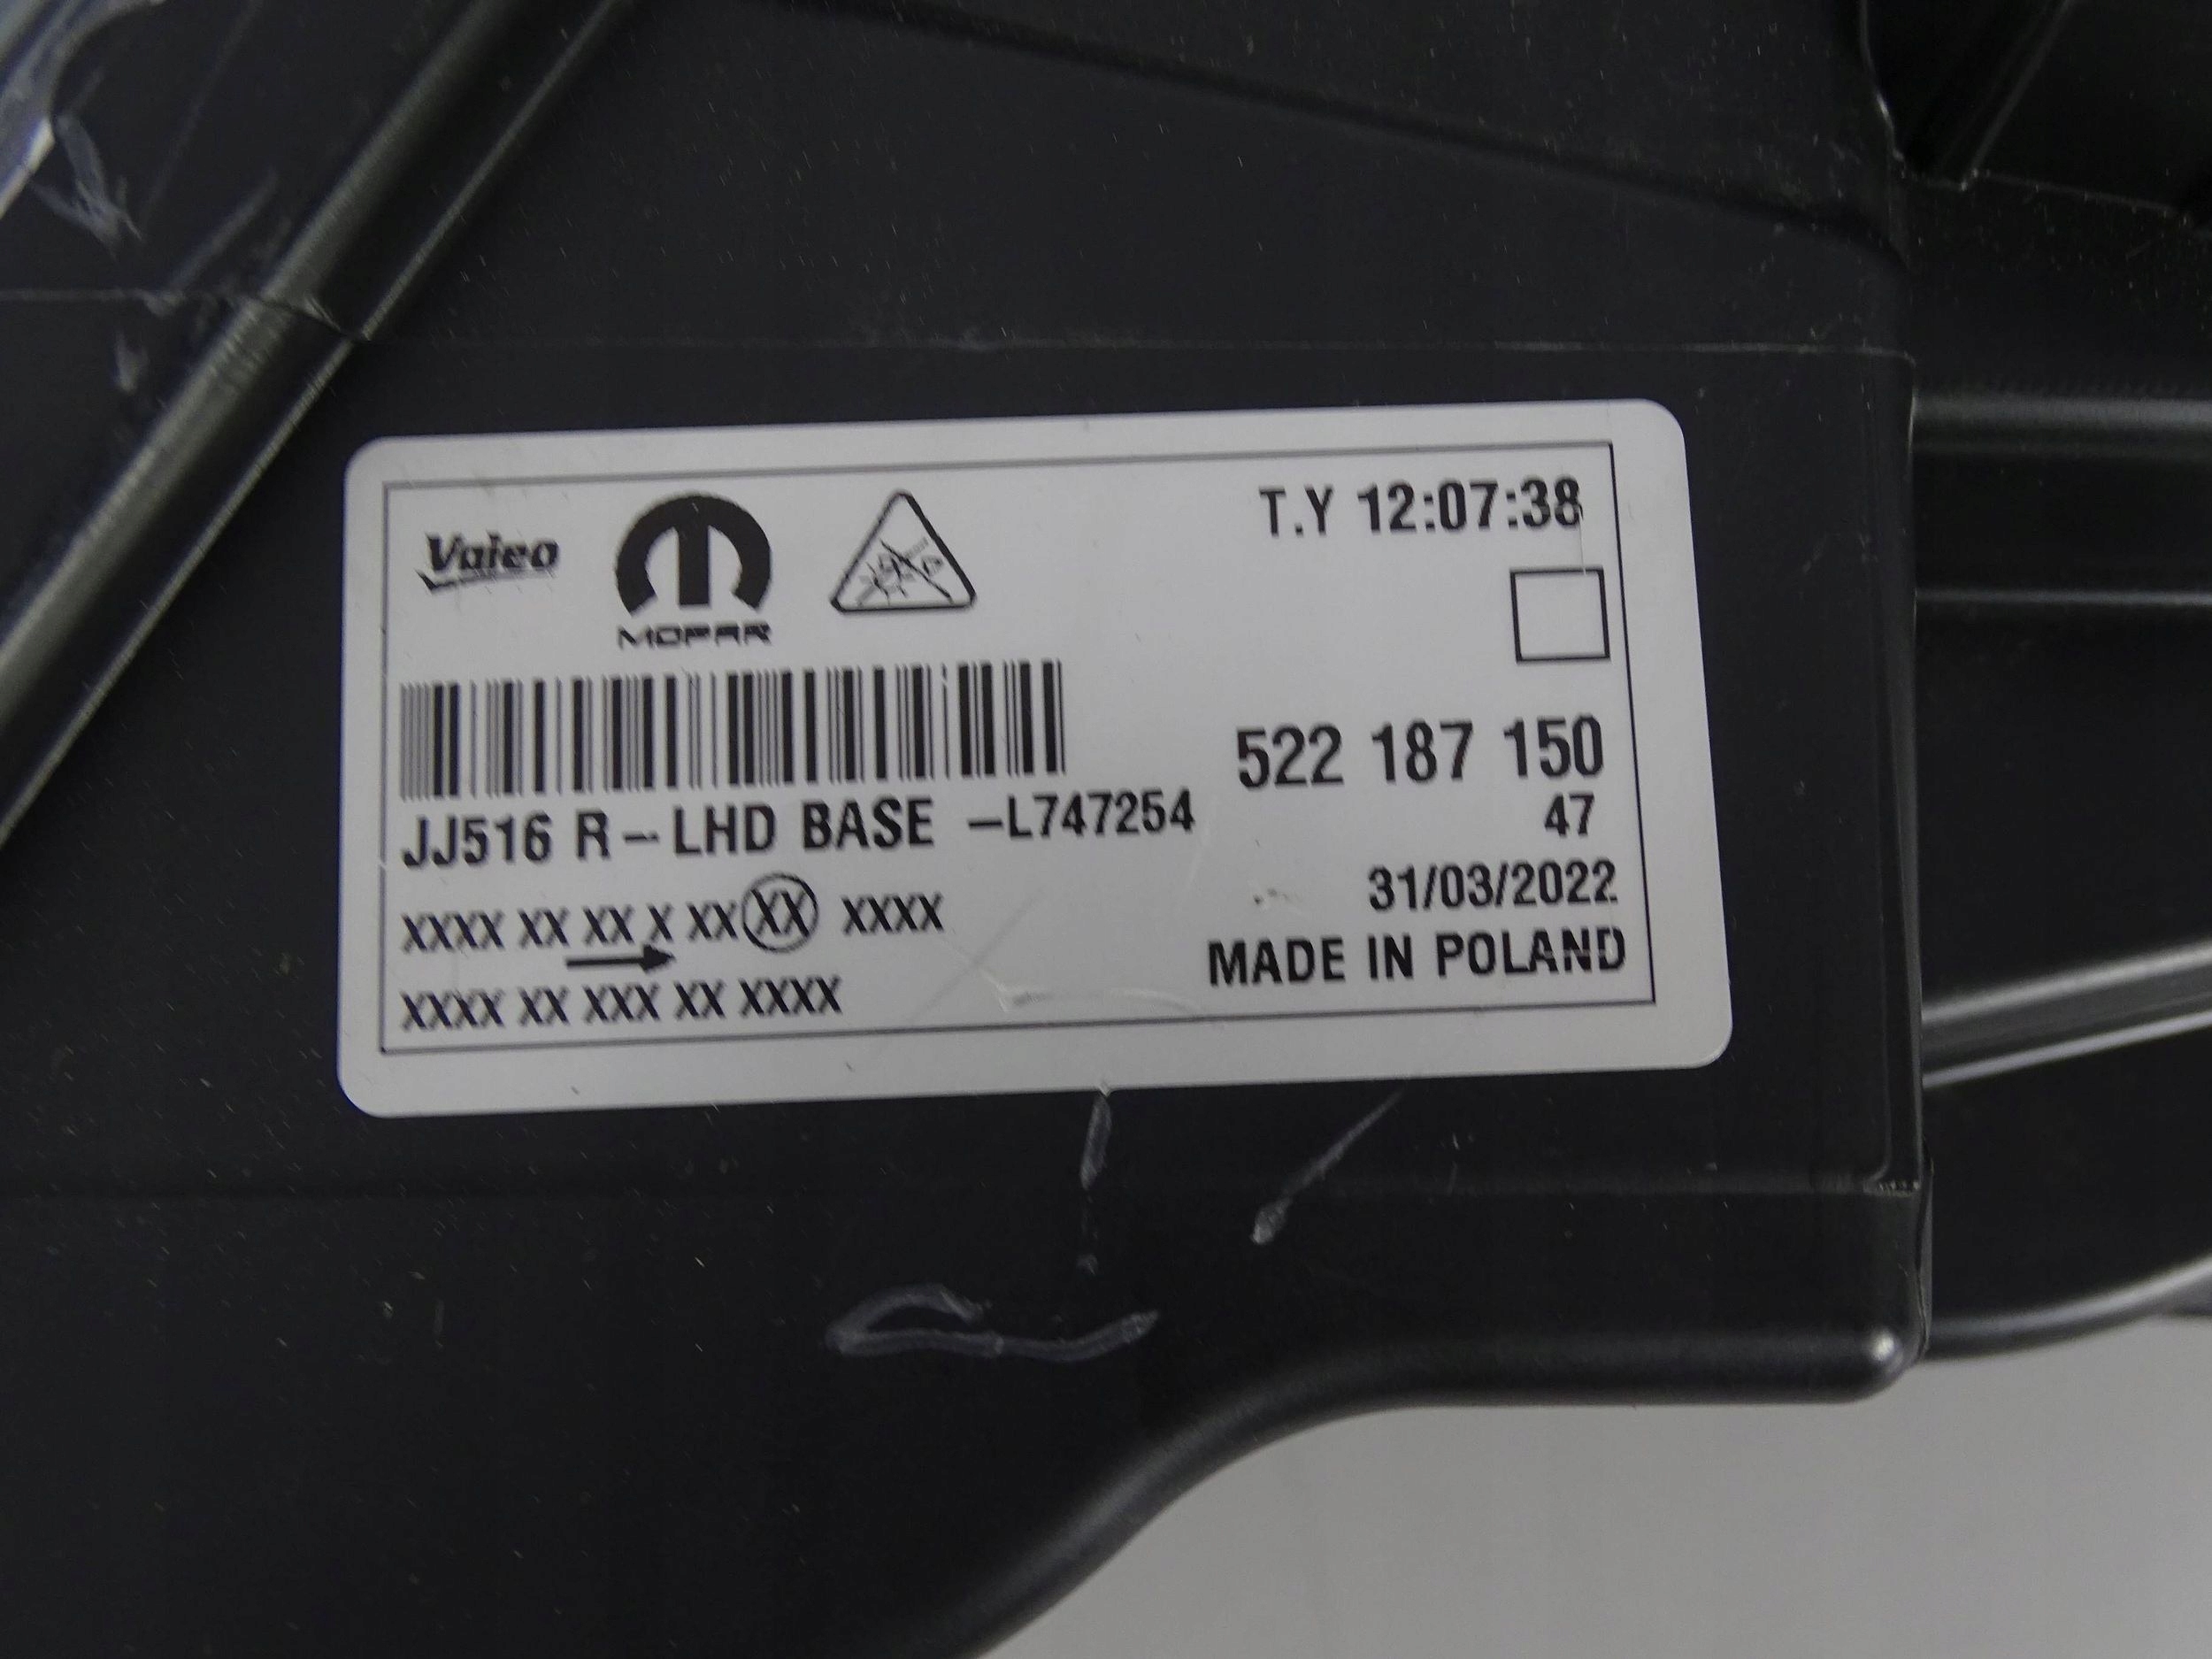 Valeo
MOPAR
T.Y 12:07:38
522 187 150
JJ516 R-- LHD BASE -L747254
47
XXXX XX XX X XX XX XXXX
31/03/2022
MADE IN POLAND
XXXX XX XXX XX XXXX